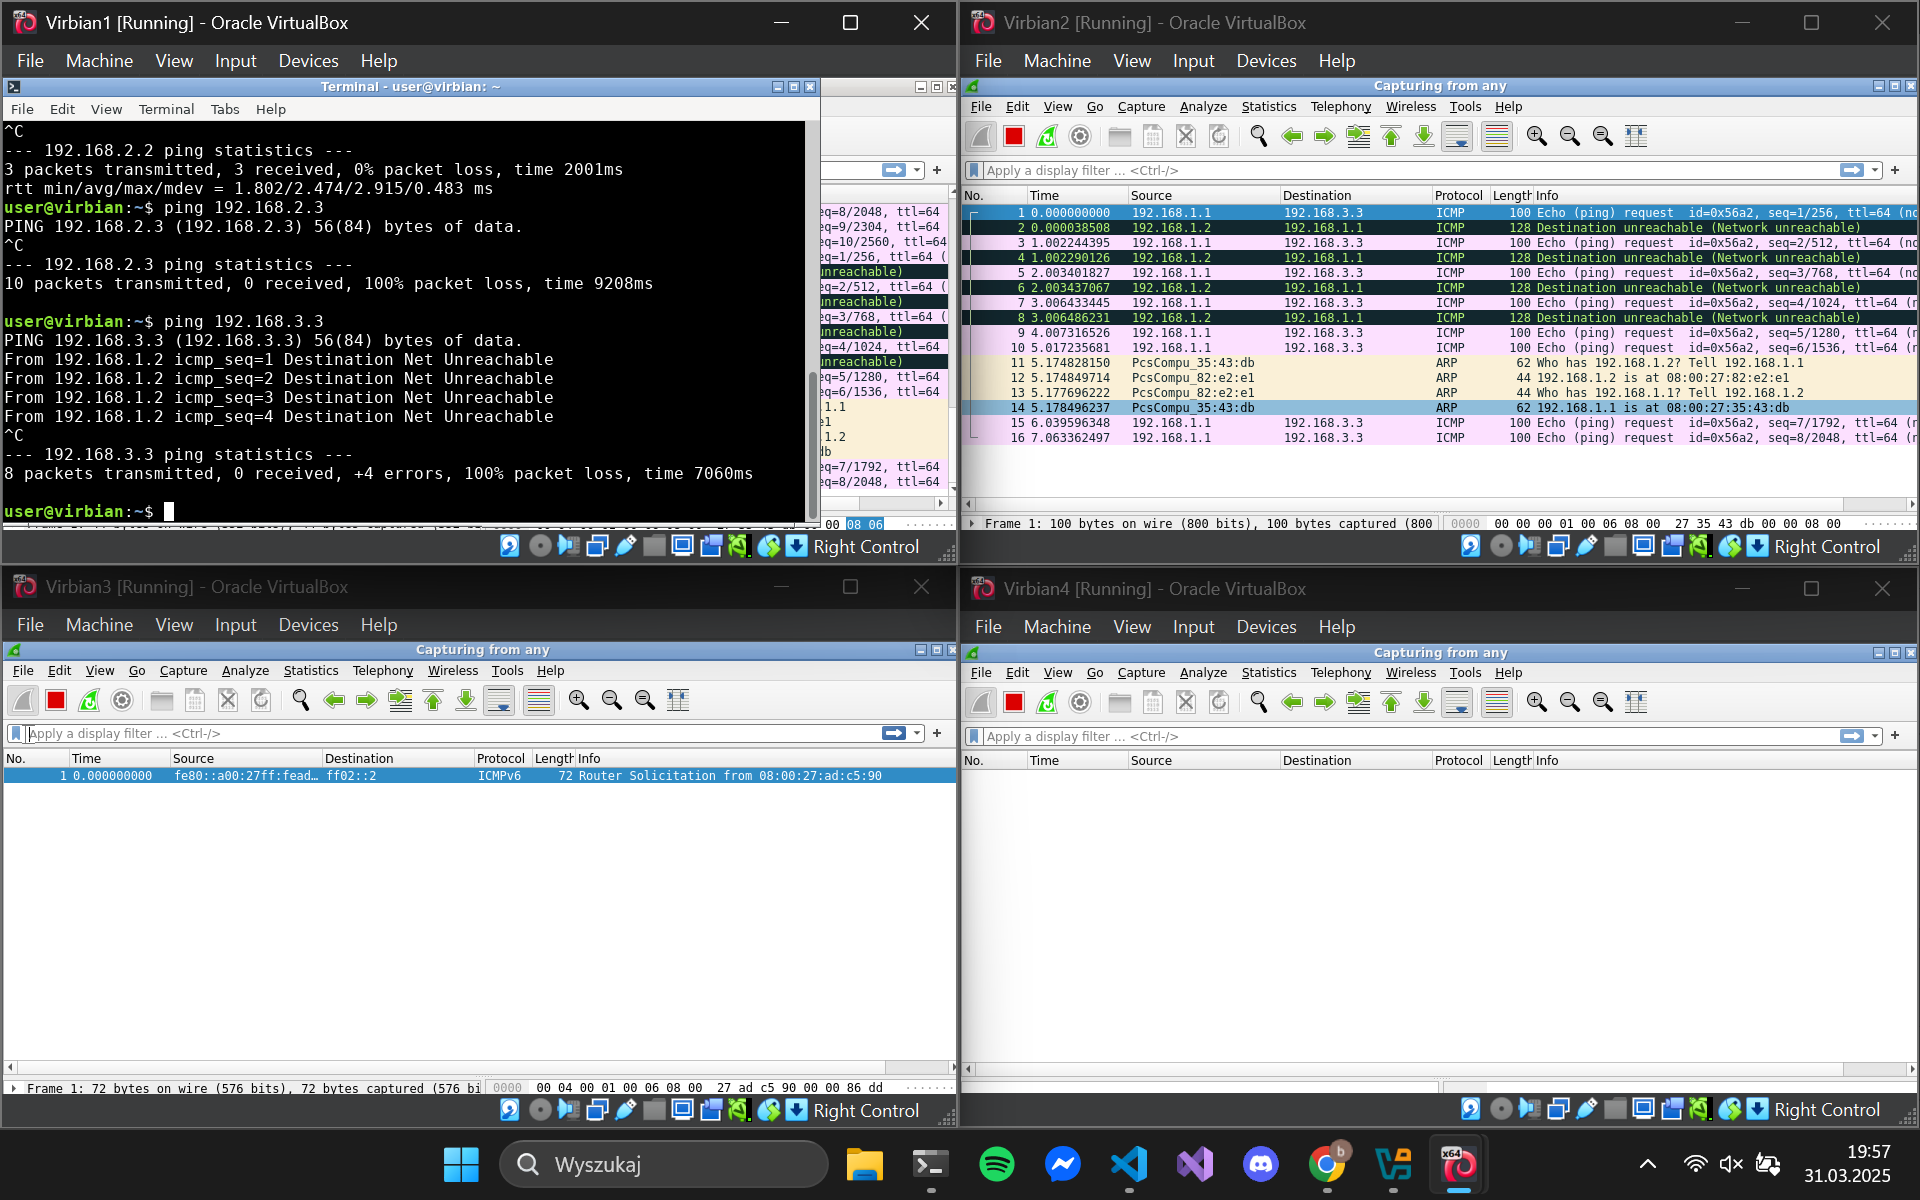 Virbian1 [Running] - Oracle VirtualBox
File Machine View Input Devices Help
Terminal - user@virbian: ~
File Edit View Terminal Tabs Help
^C
--- 192.168.2.2 ping statistics ---
3 packets transmitted, 3 received, 0% packet loss, time 2001ms
rtt min/avg/max/mdev = 1.802/2.474/2.915/0.483 ms
user@virbian:~$ ping 192.168.2.3
PING 192.168.2.3 (192.168.2.3) 56(84) bytes of data.
^C
--- 192.168.2.3 ping statistics ---
10 packets transmitted, 0 received, 100% packet loss, time 9208ms
user@virbian:~$ ping 192.168.3.3
PING 192.168.3.3 (192.168.3.3) 56(84) bytes of data.
From 192.168.1.2 icmp_seq=1 Destination Net Unreachable
From 192.168.1.2 icmp_seq=2 Destination Net Unreachable
From 192.168.1.2 icmp_seq=3 Destination Net Unreachable
From 192.168.1.2 icmp_seq=4 Destination Net Unreachable
^C
--- 192.168.3.3 ping statistics ---
8 packets transmitted, 0 received, +4 errors, 100% packet loss, time 7060ms
user@virbian:~$
eq=8/2048, ttl=64
eq=9/2304, ttl=64
eq=10/2560, ttl=64
eq=1/256, ttl=64 (
unreachable)
eq=2/512, ttl=64 (
unreachable)
eq=3/768, ttl=64 (
unreachable)
eq=4/1024, ttl=64
unreachable)
eq=5/1280, ttl=64
eq=6/1536, ttl=64
.1.1
e1
.1.2
db
eq=7/1792, ttl=64
eq=8/2048, ttl=64
00 08 06
Right Control
Virbian2 [Running] - Oracle VirtualBox
File Machine View Input Devices Help
Capturing from any
File Edit View Go Capture Analyze Statistics Telephony Wireless Tools Help
Apply a display filter ... <Ctrl-/>
No. Time Source Destination Protocol Length Info
1 0.000000000 192.168.1.1 192.168.3.3 ICMP 100 Echo (ping) request id=0x56a2, seq=1/256, ttl=64 (no
2 0.000038508 192.168.1.2 192.168.1.1 ICMP 128 Destination unreachable (Network unreachable)
3 1.002244395 192.168.1.1 192.168.3.3 ICMP 100 Echo (ping) request id=0x56a2, seq=2/512, ttl=64 (no
4 1.002290126 192.168.1.2 192.168.1.1 ICMP 128 Destination unreachable (Network unreachable)
5 2.003401827 192.168.1.1 192.168.3.3 ICMP 100 Echo (ping) request id=0x56a2, seq=3/768, ttl=64 (no
6 2.003437067 192.168.1.2 192.168.1.1 ICMP 128 Destination unreachable (Network unreachable)
7 3.006433445 192.168.1.1 192.168.3.3 ICMP 100 Echo (ping) request id=0x56a2, seq=4/1024, ttl=64 (n
8 3.006486231 192.168.1.2 192.168.1.1 ICMP 128 Destination unreachable (Network unreachable)
9 4.007316526 192.168.1.1 192.168.3.3 ICMP 100 Echo (ping) request id=0x56a2, seq=5/1280, ttl=64 (n
10 5.017235681 192.168.1.1 192.168.3.3 ICMP 100 Echo (ping) request id=0x56a2, seq=6/1536, ttl=64 (n
11 5.174828150 PcsCompu_35:43:db ARP 62 Who has 192.168.1.2? Tell 192.168.1.1
12 5.174849714 PcsCompu_82:e2:e1 ARP 44 192.168.1.2 is at 08:00:27:82:e2:e1
13 5.177696222 PcsCompu_82:e2:e1 ARP 44 Who has 192.168.1.1? Tell 192.168.1.2
14 5.178496237 PcsCompu_35:43:db ARP 62 192.168.1.1 is at 08:00:27:35:43:db
15 6.039596348 192.168.1.1 192.168.3.3 ICMP 100 Echo (ping) request id=0x56a2, seq=7/1792, ttl=64 (n
16 7.063362497 192.168.1.1 192.168.3.3 ICMP 100 Echo (ping) request id=0x56a2, seq=8/2048, ttl=64 (n
Frame 1: 100 bytes on wire (800 bits), 100 bytes captured (800 0000 00 00 00 01 00 06 08 00 27 35 43 db 00 00 08 00
Right Control
Virbian3 [Running] - Oracle VirtualBox
File Machine View Input Devices Help
Capturing from any
File Edit View Go Capture Analyze Statistics Telephony Wireless Tools Help
Apply a display filter ... <Ctrl-/>
No. Time Source Destination Protocol Length Info
1 0.000000000 fe80::a00:27ff:fead… ff02::2 ICMPv6 72 Router Solicitation from 08:00:27:ad:c5:90
Frame 1: 72 bytes on wire (576 bits), 72 bytes captured (576 bi 0000 00 04 00 01 00 06 08 00 27 ad c5 90 00 00 86 dd
Right Control
Virbian4 [Running] - Oracle VirtualBox
File Machine View Input Devices Help
Capturing from any
File Edit View Go Capture Analyze Statistics Telephony Wireless Tools Help
Apply a display filter ... <Ctrl-/>
No. Time Source Destination Protocol Length Info
Right Control
Wyszukaj
19:57
31.03.2025